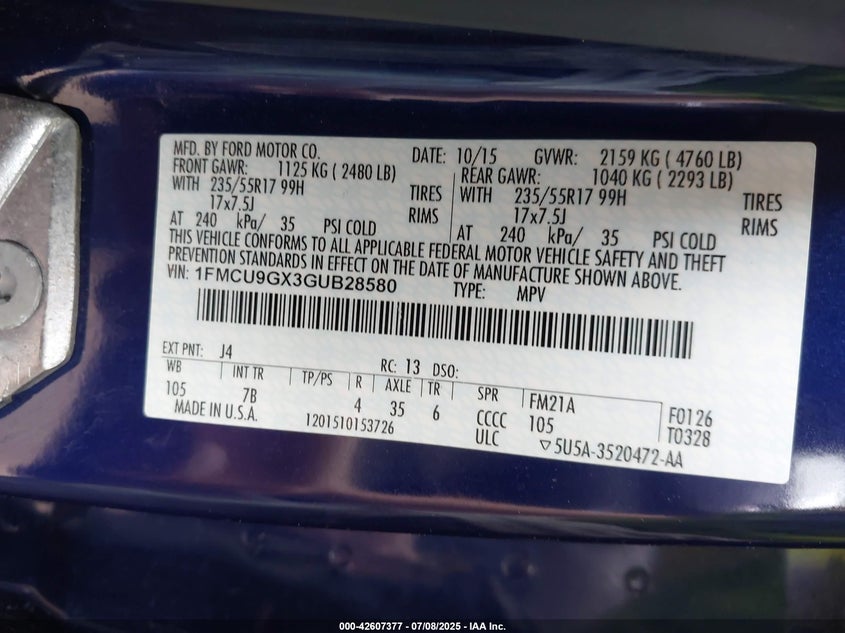 MFD. BY FORD MOTOR CO. DATE: 10/15 GVWR: 2159 KG ( 4760 LB)
FRONT GAWR: 1125 KG ( 2480 LB) REAR GAWR: 1040 KG ( 2293 LB)
WITH 235/55R17 99H TIRES WITH 235/55R17 99H TIRES
17x7.5J RIMS 17x7.5J RIMS
AT 240 kPa/ 35 PSI COLD AT 240 kPa/ 35 PSI COLD
THIS VEHICLE CONFORMS TO ALL APPLICABLE FEDERAL MOTOR VEHICLE SAFETY AND THEFT
PREVENTION STANDARDS IN EFFECT ON THE DATE OF MANUFACTURE SHOWN ABOVE.
VIN: 1FMCU9GX3GUB28580 TYPE: MPV
EXT PNT: J4 RC: 13 DSO:
WB INT TR TP/PS R AXLE TR SPR FM21A F0126
105 7B 4 35 6 CCCC 105 T0328
MADE IN U.S.A. 1201510153726 ULC ▽5U5A-3520472-AA
000-42607377 - 07/08/2025 - IAA Inc.